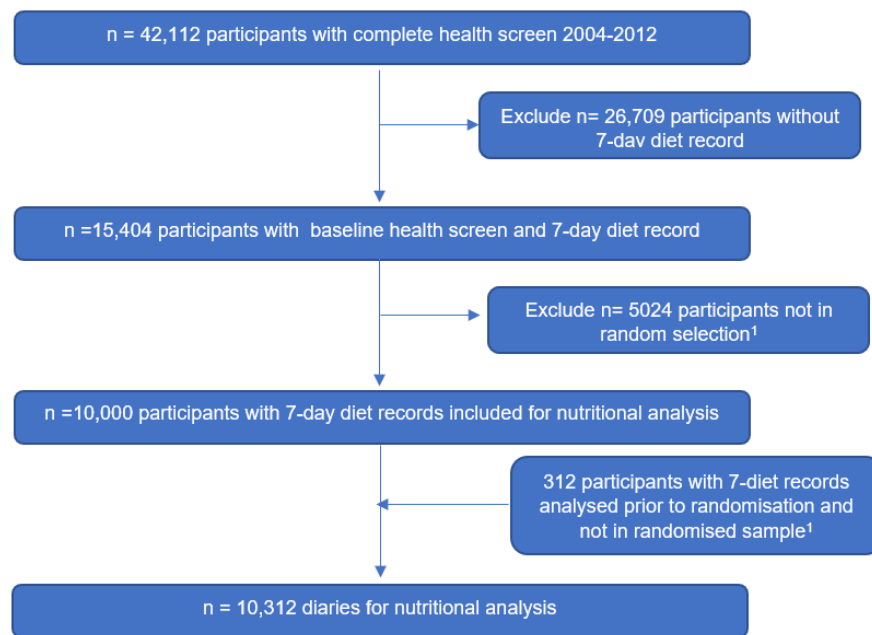 n = 42,112 participants with complete health screen 2004-2012
Exclude n= 26,709 participants without
7-dav diet record
n =15,404 participants with baseline health screen and 7-day diet record
Exclude n= 5024 participants not in
random selection¹
n =10,000 participants with 7-day diet records included for nutritional analysis
312 participants with 7-diet records
analysed prior to randomisation and
not in randomised sample¹
n = 10,312 diaries for nutritional analysis